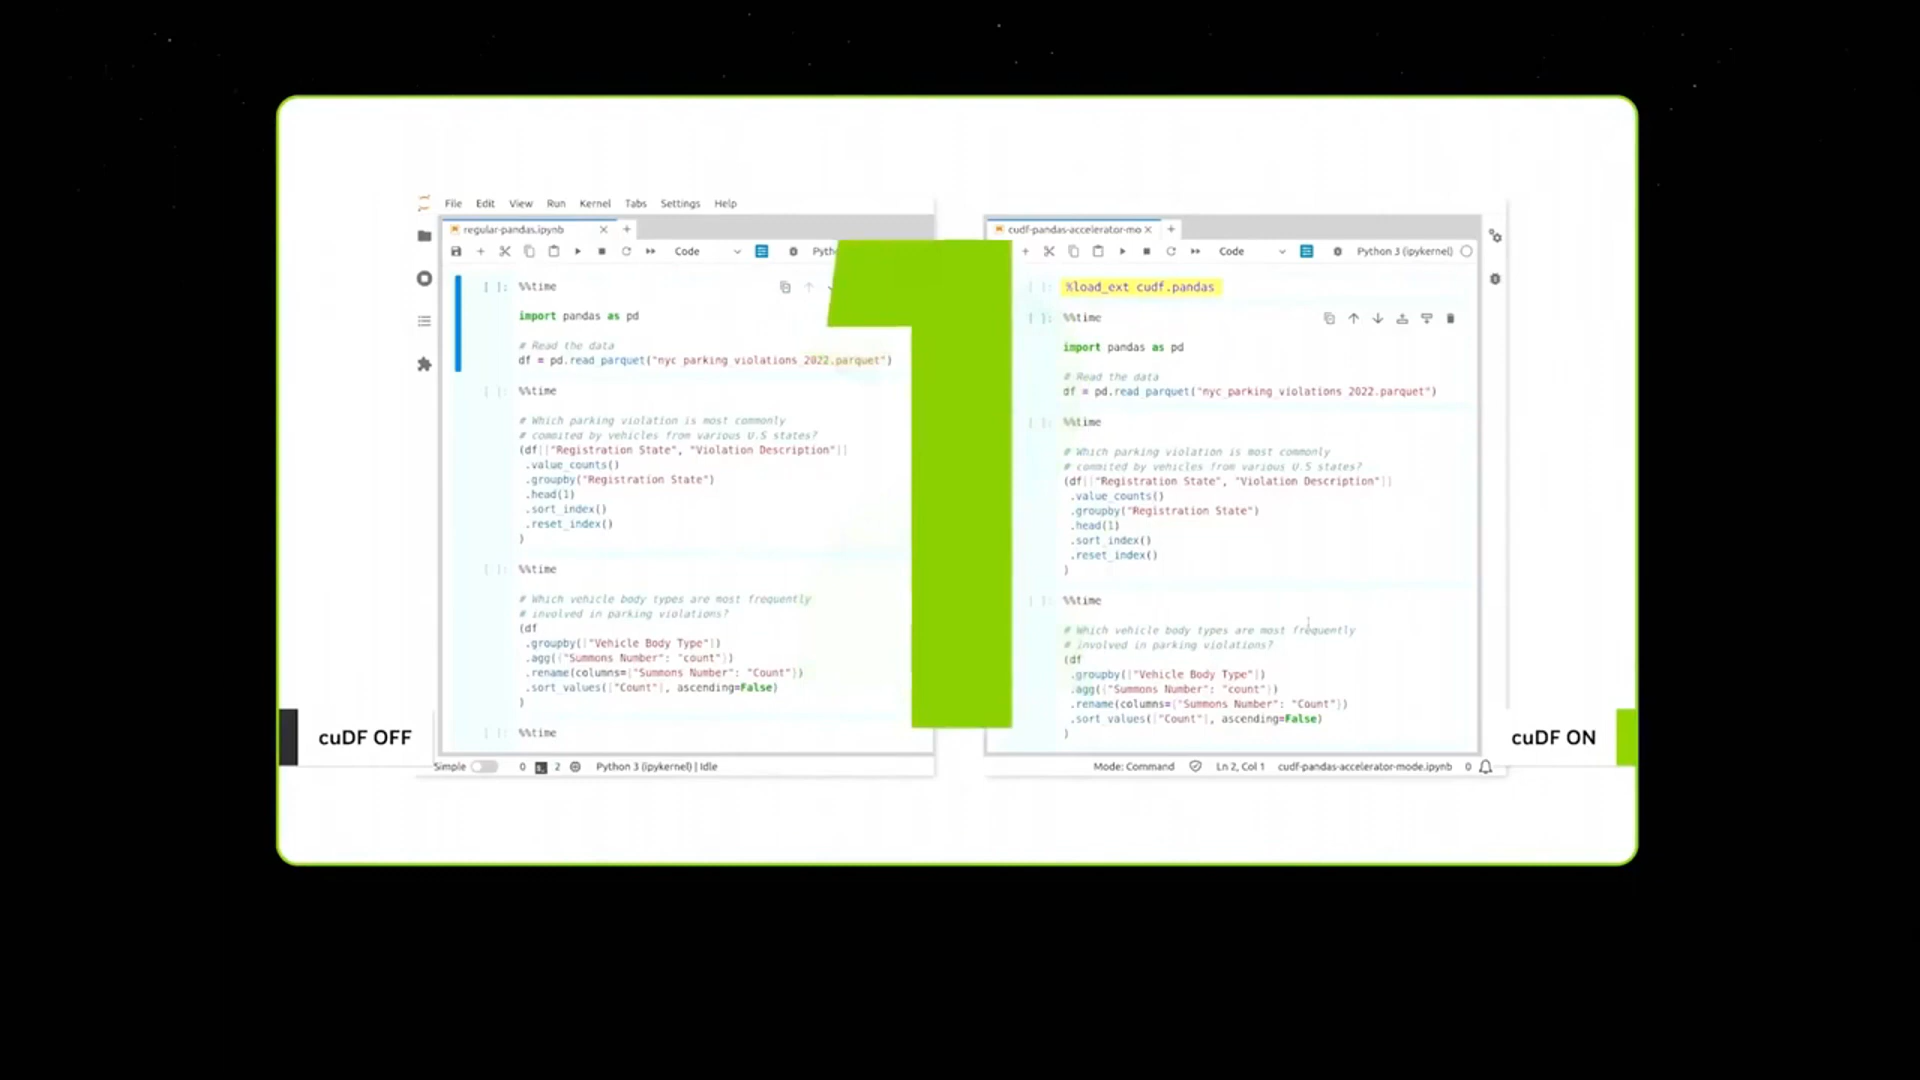 File Edit View Run Kernel Tabs Settings Help
regular-pandas.ipynb
Code
[ ]: %%time
import pandas as pd
# Read the data
df = pd.read_parquet("nyc_parking_violations_2022.parquet")
[ ]: %%time
# Which parking violation is most commonly
# commited by vehicles from various U.S states?
(df[["Registration State", "Violation Description"]]
.value_counts()
.groupby("Registration State")
.head(1)
.sort_index()
.reset_index()
)
[ ]: %%time
# Which vehicle body types are most frequently
# involved in parking violations?
(df
.groupby(["Vehicle Body Type"])
.agg({"Summons Number": "count"})
.rename(columns={"Summons Number": "Count"})
.sort_values(["Count"], ascending=False)
)
[ ]: %%time
Simple 0 2 Python 3 (ipykernel) | Idle
cuDF OFF
1
cudf-pandas-accelerator-mo
Code Python 3 (ipykernel)
[ ]: %load_ext cudf.pandas
[ ]: %%time
import pandas as pd
# Read the data
df = pd.read_parquet("nyc_parking_violations_2022.parquet")
[ ]: %%time
# Which parking violation is most commonly
# commited by vehicles from various U.S states?
(df[["Registration State", "Violation Description"]]
.value_counts()
.groupby("Registration State")
.head(1)
.sort_index()
.reset_index()
)
[ ]: %%time
# Which vehicle body types are most frequently
# involved in parking violations?
(df
.groupby(["Vehicle Body Type"])
.agg({"Summons Number": "count"})
.rename(columns={"Summons Number": "Count"})
.sort_values(["Count"], ascending=False)
)
Mode: Command Ln 2, Col 1 cudf-pandas-accelerator-mode.ipynb 0
cuDF ON